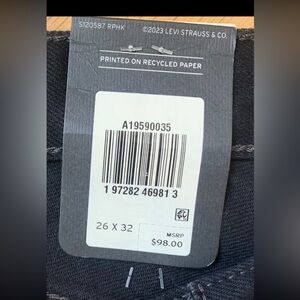 S120587 RPHK ©2023 LEVI STRAUSS & CO.
PRINTED ON RECYCLED PAPER
A19590035
1 97282 46981 3
26 X 32
MSRP
$98.00